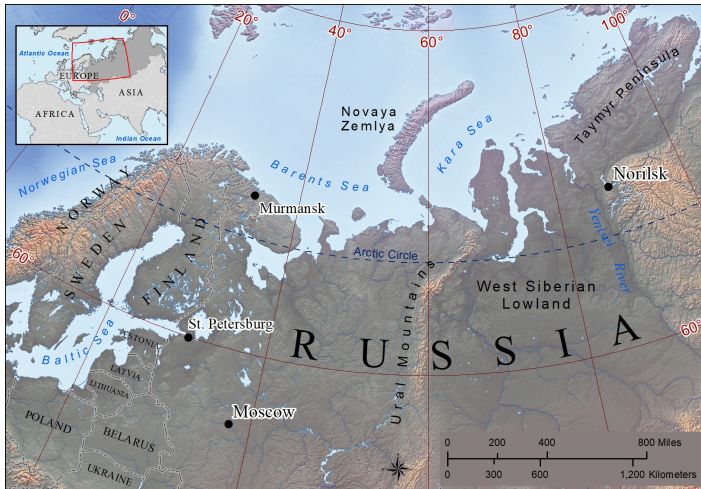 0°
20°
40°
60°
80°
100°
Atlantic Ocean
EUROPE
ASIA
AFRICA
Indian Ocean
Novaya
Zemlya
Kara Sea
Taymyr Peninsula
Norwegian Sea
Barents Sea
Norilsk
NORWAY
Murmansk
SWEDEN
FINLAND
Arctic Circle
Yenisei River
60°
West Siberian
Lowland
Ural Mountains
St. Petersburg
RUSSIA
60°
Baltic Sea
ESTONIA
LATVIA
LITHUANIA
Moscow
POLAND
BELARUS
UKRAINE
0 200 400 800 Miles
0 300 600 1,200 Kilometers